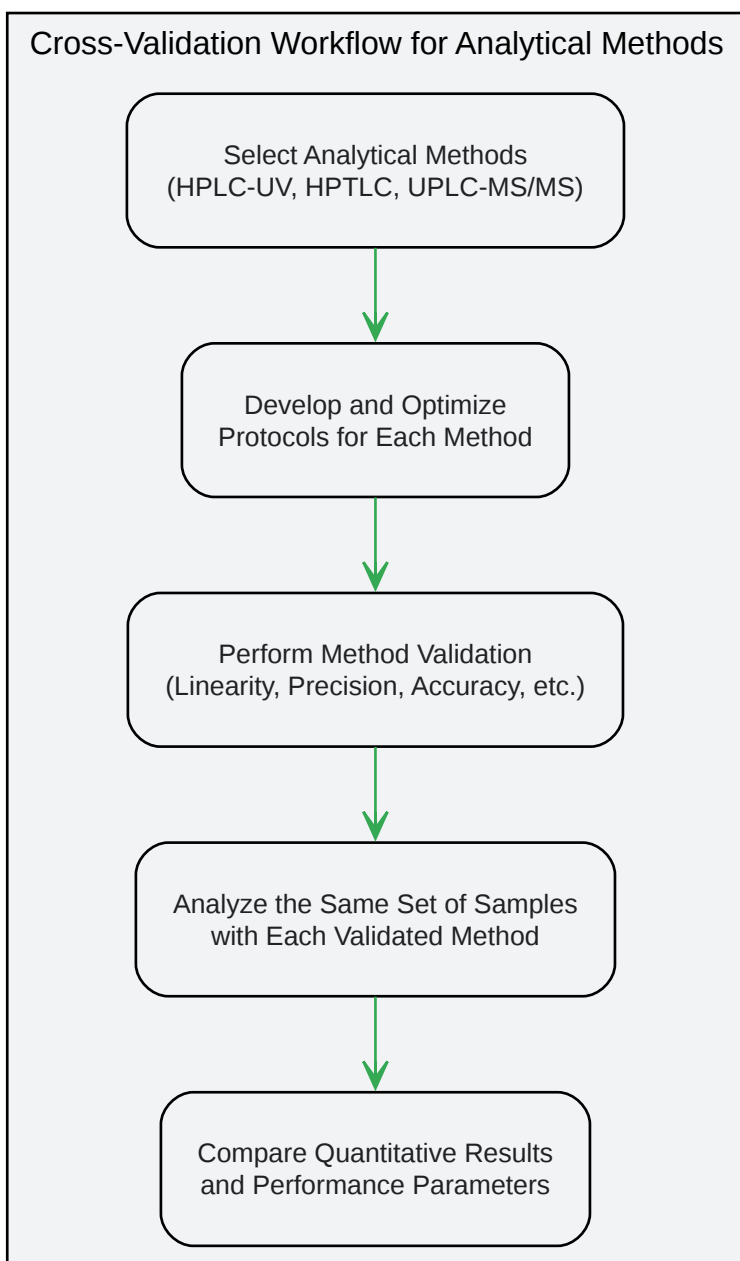 Cross-Validation Workflow for Analytical Methods
Select Analytical Methods
(HPLC-UV, HPTLC, UPLC-MS/MS)
Develop and Optimize
Protocols for Each Method
Perform Method Validation
(Linearity, Precision, Accuracy, etc.)
Analyze the Same Set of Samples
with Each Validated Method
Compare Quantitative Results
and Performance Parameters